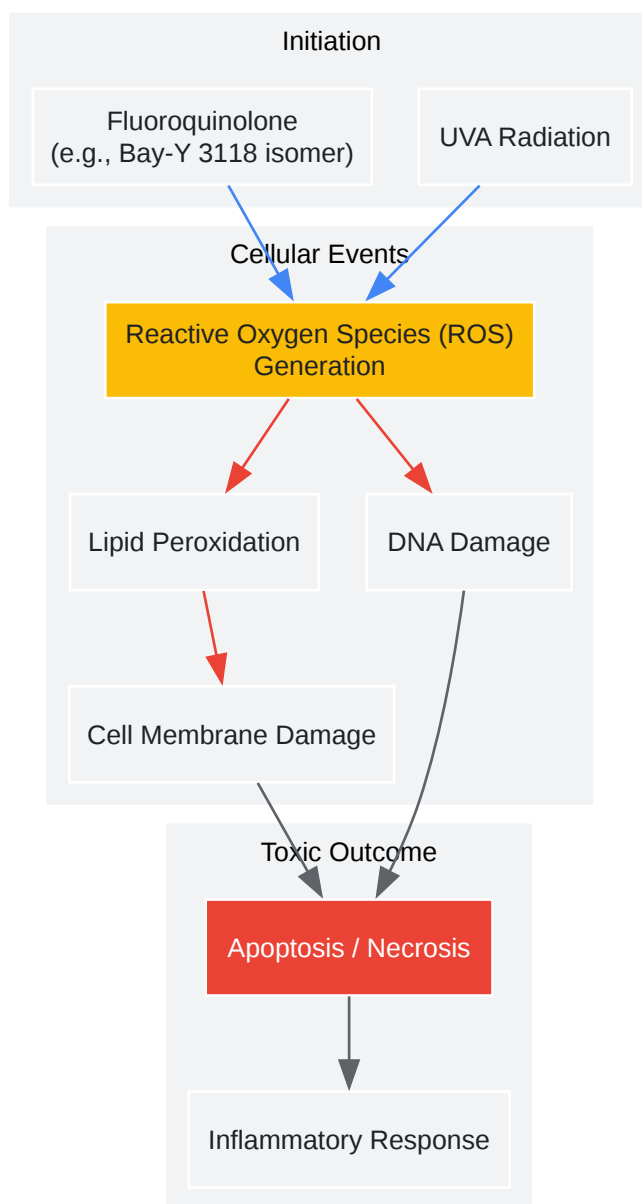 Initiation
Fluoroquinolone
(e.g., Bay-Y 3118 isomer)
UVA Radiation
Cellular Events
Reactive Oxygen Species (ROS)
Generation
Lipid Peroxidation
DNA Damage
Cell Membrane Damage
Toxic Outcome
Apoptosis / Necrosis
Inflammatory Response